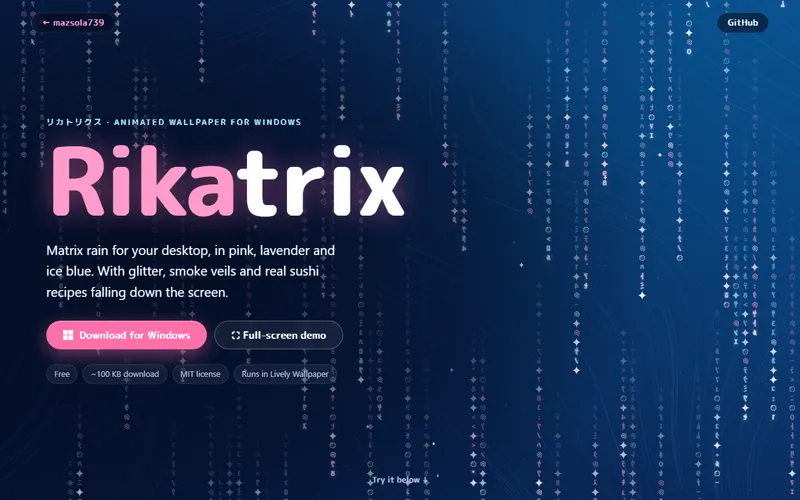 ← mazsola739
GitHub
リカトリクス · ANIMATED WALLPAPER FOR WINDOWS
Rikatrix
Matrix rain for your desktop, in pink, lavender and
ice blue. With glitter, smoke veils and real sushi
recipes falling down the screen.
Download for Windows
Full-screen demo
Free
~100 KB download
MIT license
Runs in Lively Wallpaper
Try it below ↓